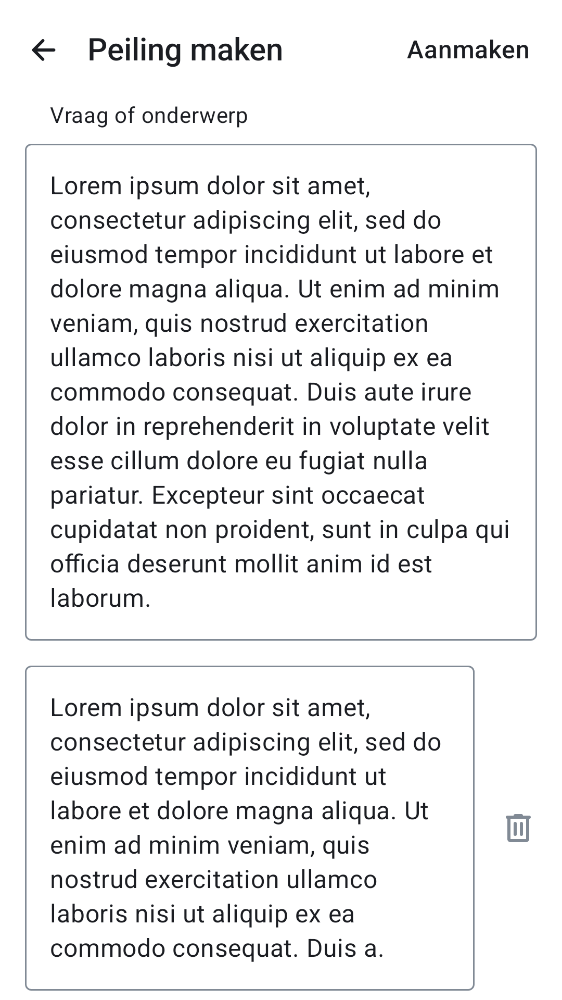 Peiling maken
Aanmaken
Vraag of onderwerp
Lorem ipsum dolor sit amet,
consectetur adipiscing elit, sed do
eiusmod tempor incididunt ut labore et
dolore magna aliqua. Ut enim ad minim
veniam, quis nostrud exercitation
ullamco laboris nisi ut aliquip ex ea
commodo consequat. Duis aute irure
dolor in reprehenderit in voluptate velit
esse cillum dolore eu fugiat nulla
pariatur. Excepteur sint occaecat
cupidatat non proident, sunt in culpa qui
officia deserunt mollit anim id est
laborum.
Lorem ipsum dolor sit amet,
consectetur adipiscing elit, sed do
eiusmod tempor incididunt ut
labore et dolore magna aliqua. Ut
enim ad minim veniam, quis
nostrud exercitation ullamco
laboris nisi ut aliquip ex ea
commodo consequat. Duis a.